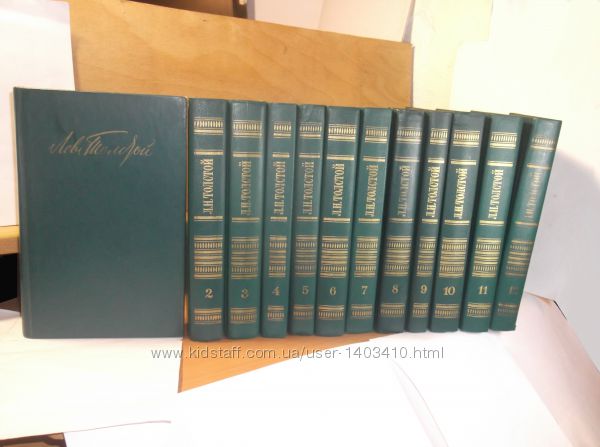 Лев Толстой
Л.Н.ТОЛСТОЙ
2
Л.Н.ТОЛСТОЙ
3
Л.Н.ТОЛСТОЙ
4
Л.Н.ТОЛСТОЙ
5
Л.Н.ТОЛСТОЙ
6
Л.Н.ТОЛСТОЙ
7
Л.Н.ТОЛСТОЙ
8
Л.Н.ТОЛСТОЙ
9
Л.Н.ТОЛСТОЙ
10
Л.Н.ТОЛСТОЙ
11
Л.Н.ТОЛСТОЙ
12
www.kidstaff.com.ua/user-1403410.html